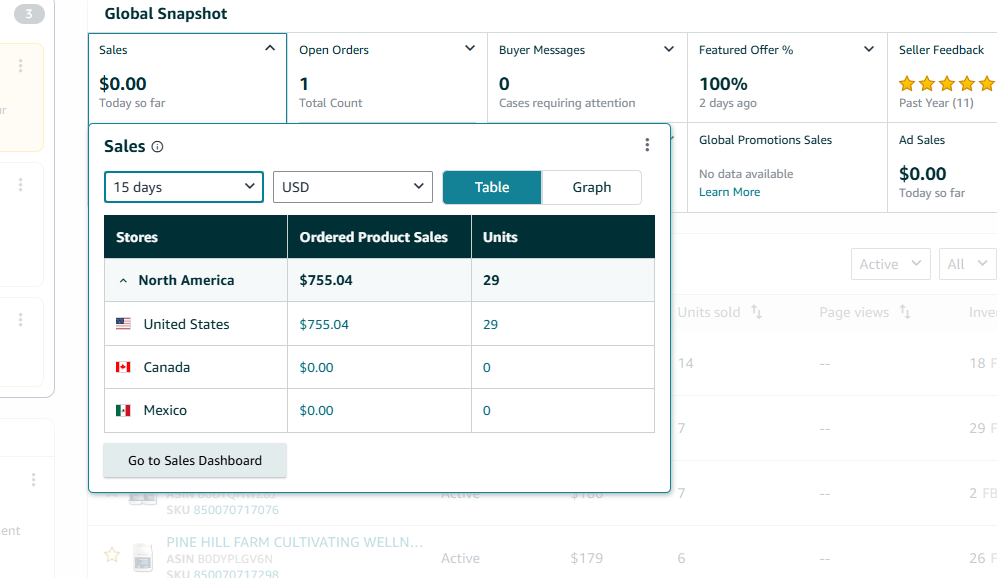 3
Global Snapshot
Sales
$0.00
Today so far
Open Orders
1
Total Count
Buyer Messages
0
Cases requiring attention
Featured Offer %
100%
2 days ago
Seller Feedback
Past Year (11)
Global Promotions Sales
No data available
Learn More
Ad Sales
$0.00
Today so far
Sales
15 days
USD
Table
Graph
Stores Ordered Product Sales Units
North America $755.04 29
United States $755.04 29
Canada $0.00 0
Mexico $0.00 0
Go to Sales Dashboard
Active
All
Units sold Page views
14 -- 18
7 -- 29
Active $180 7 -- 2 FB
SKU 850070717076
PINE HILL FARM CULTIVATING WELLN...
ASIN B0DYPLGV6N
SKU 850070717298
Active $179 6 -- 26